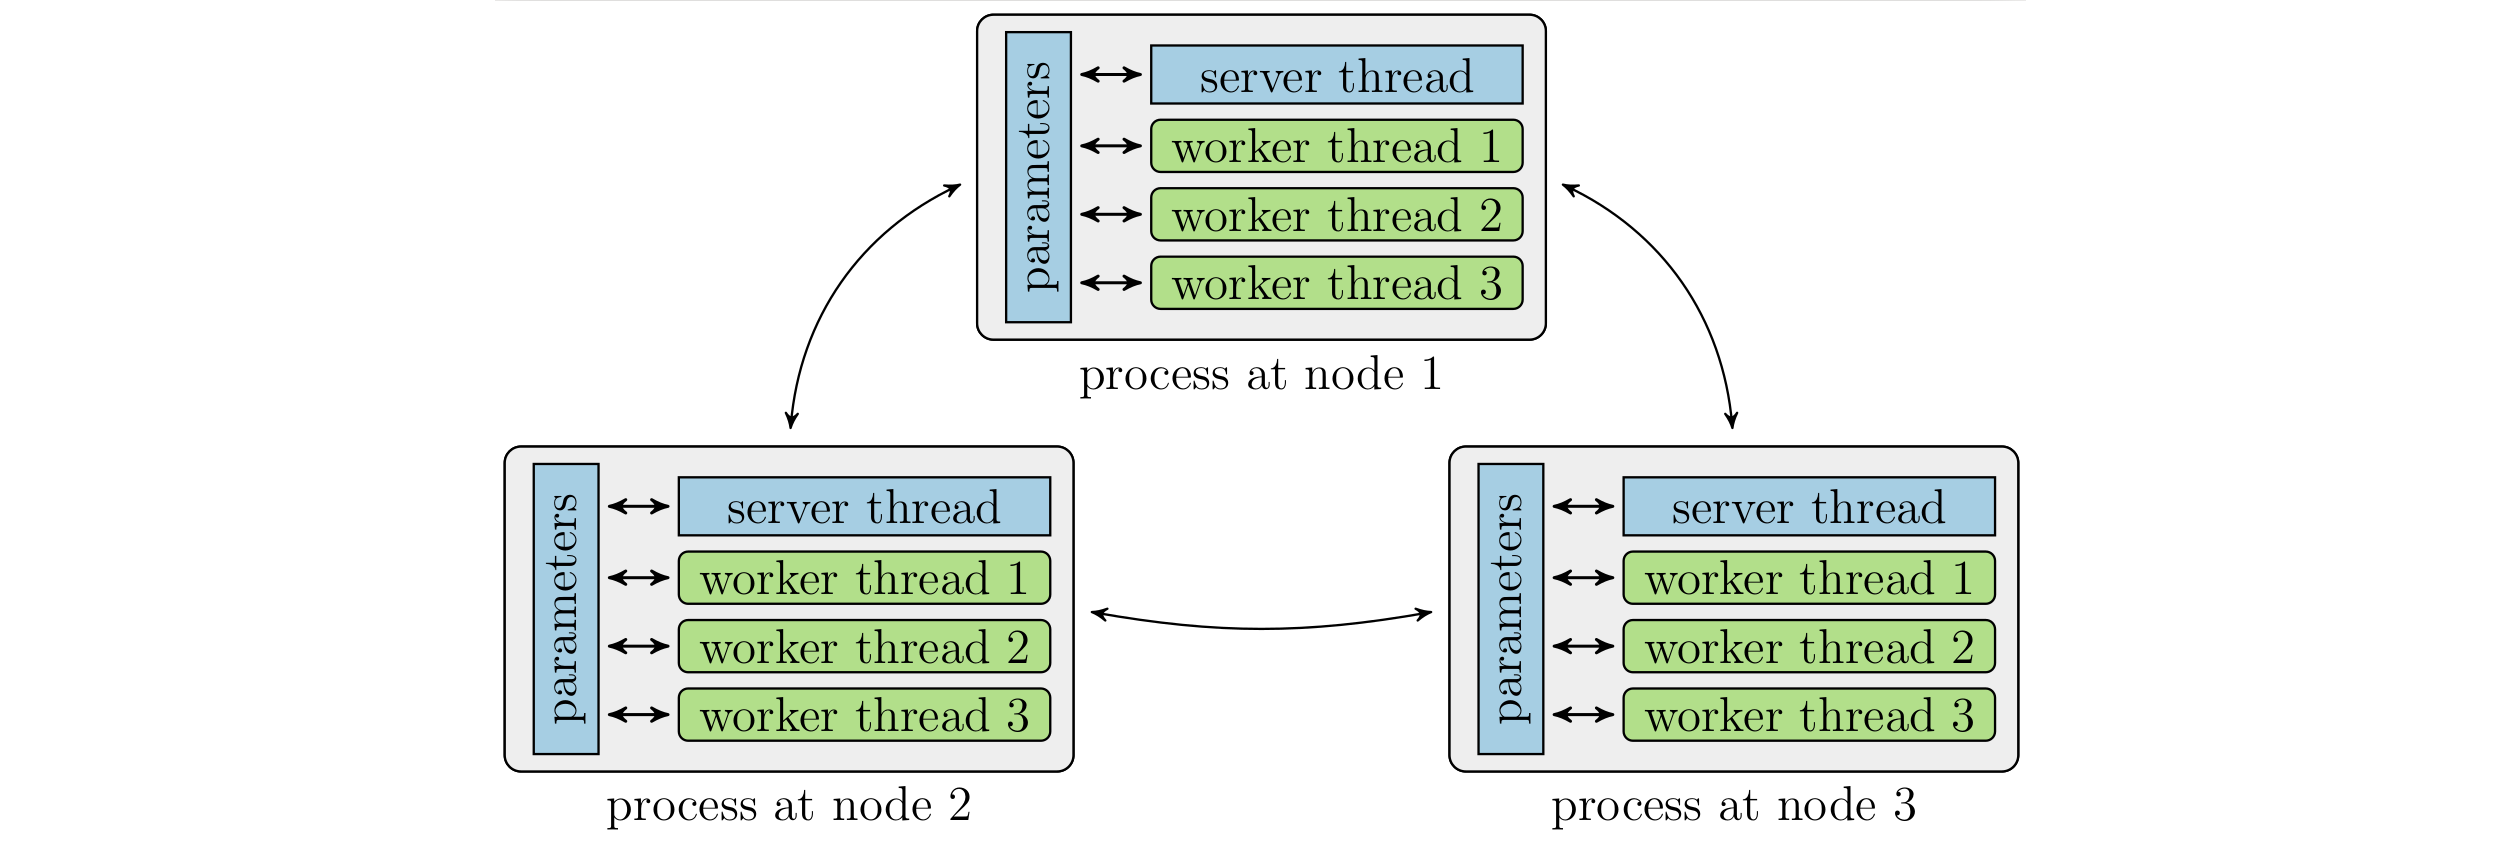 parameters
server thread
worker thread 1
worker thread 2
worker thread 3
process at node 1
parameters
server thread
worker thread 1
worker thread 2
worker thread 3
process at node 2
parameters
server thread
worker thread 1
worker thread 2
worker thread 3
process at node 3